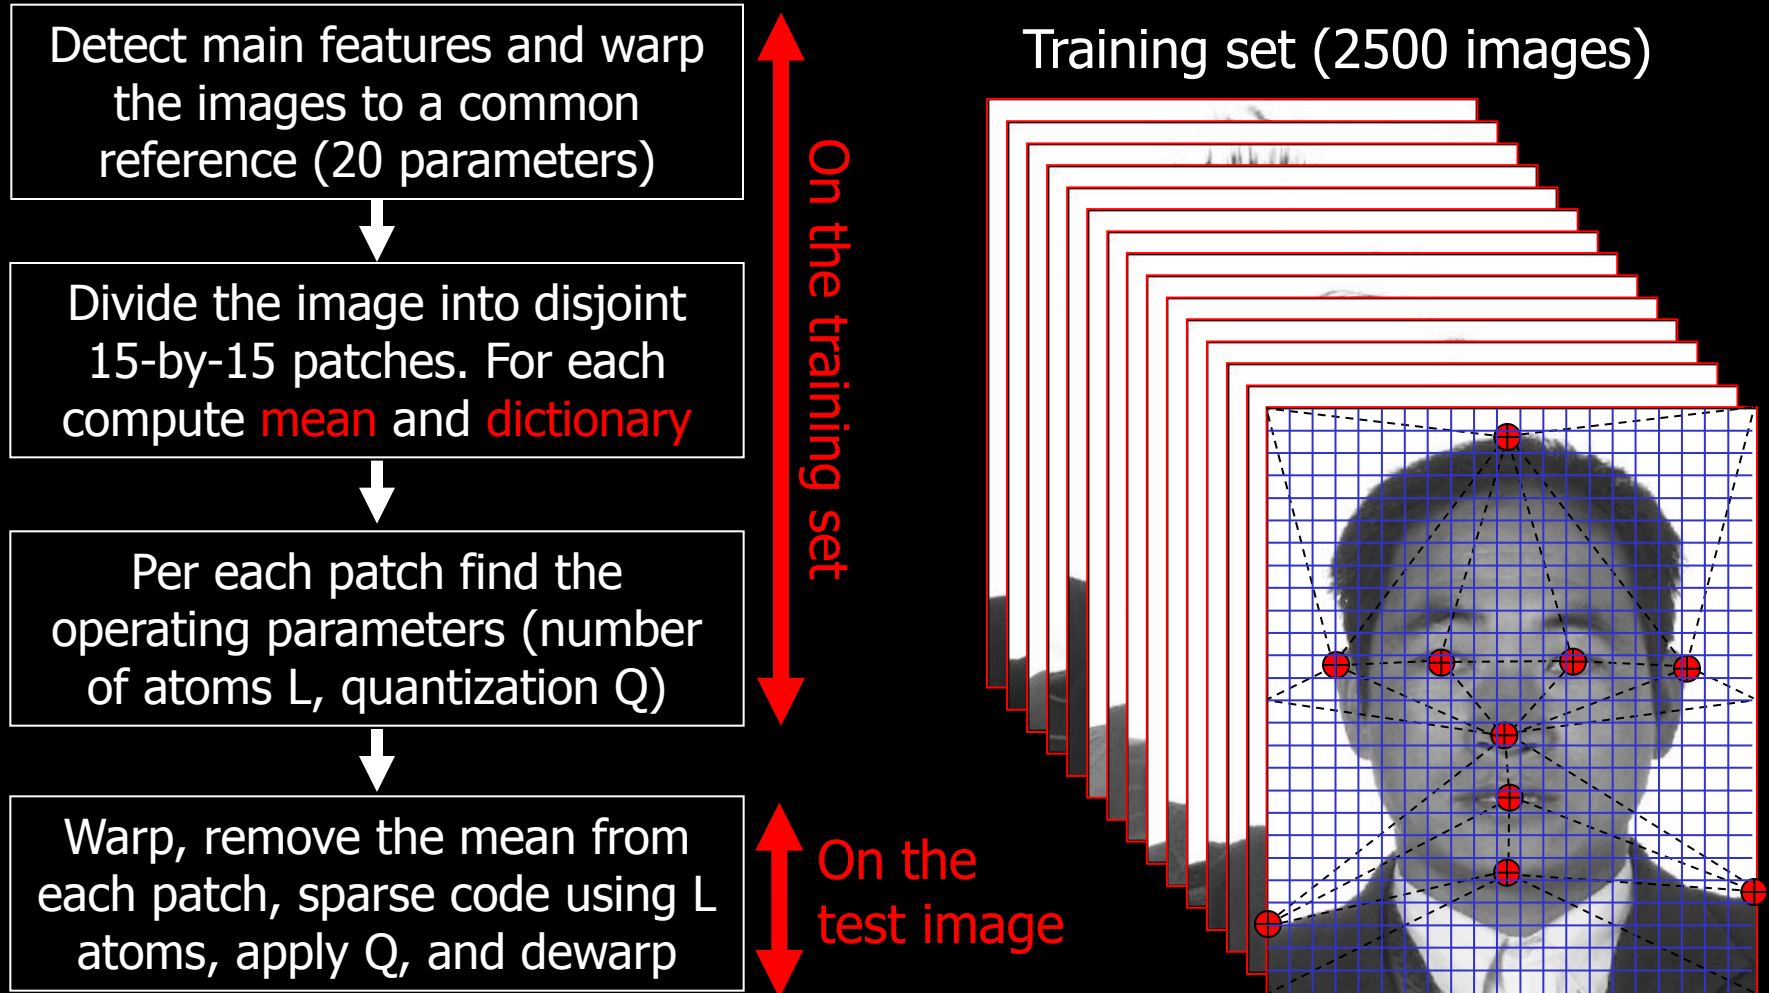 Detect main features and warp
the images to a common
reference (20 parameters)
Divide the image into disjoint
15-by-15 patches. For each
compute mean and dictionary
Per each patch find the
operating parameters (number
of atoms L, quantization Q)
Warp, remove the mean from
each patch, sparse code using L
atoms, apply Q, and dewarp
On the training set
On the
test image
Training set (2500 images)